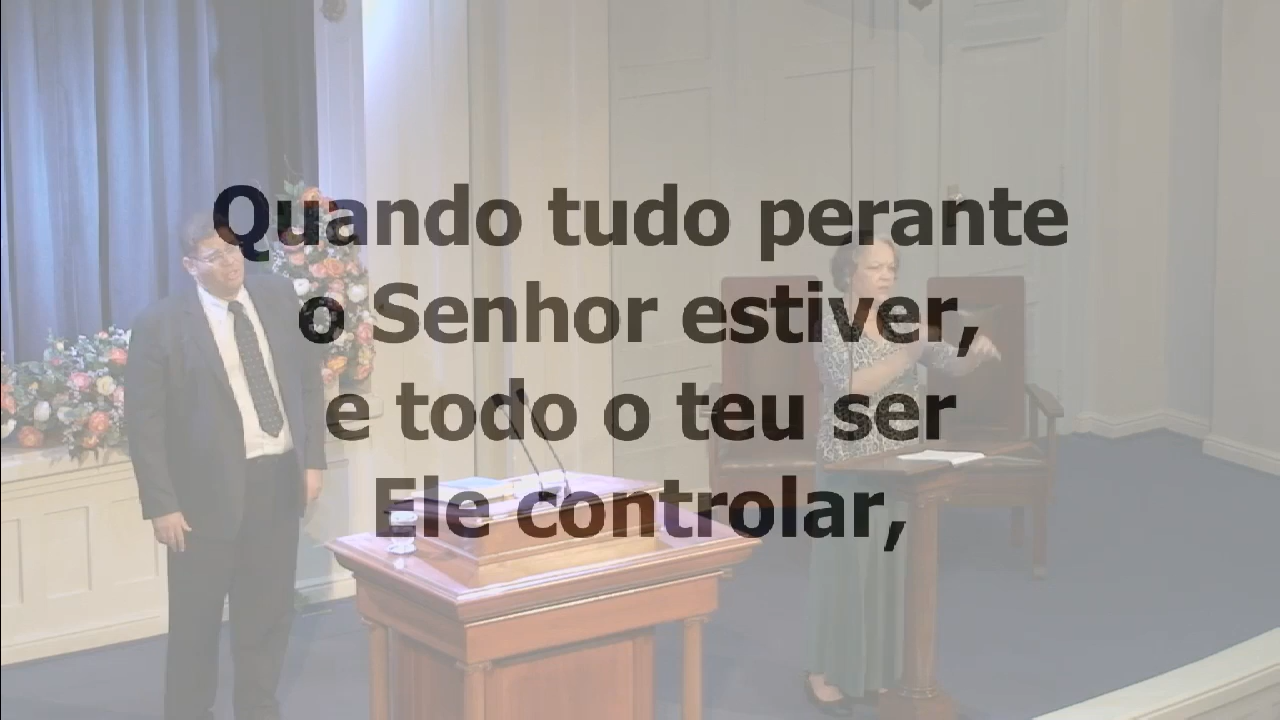 Quando tudo perante
o Senhor estiver,
e todo o teu ser
Ele controlar,